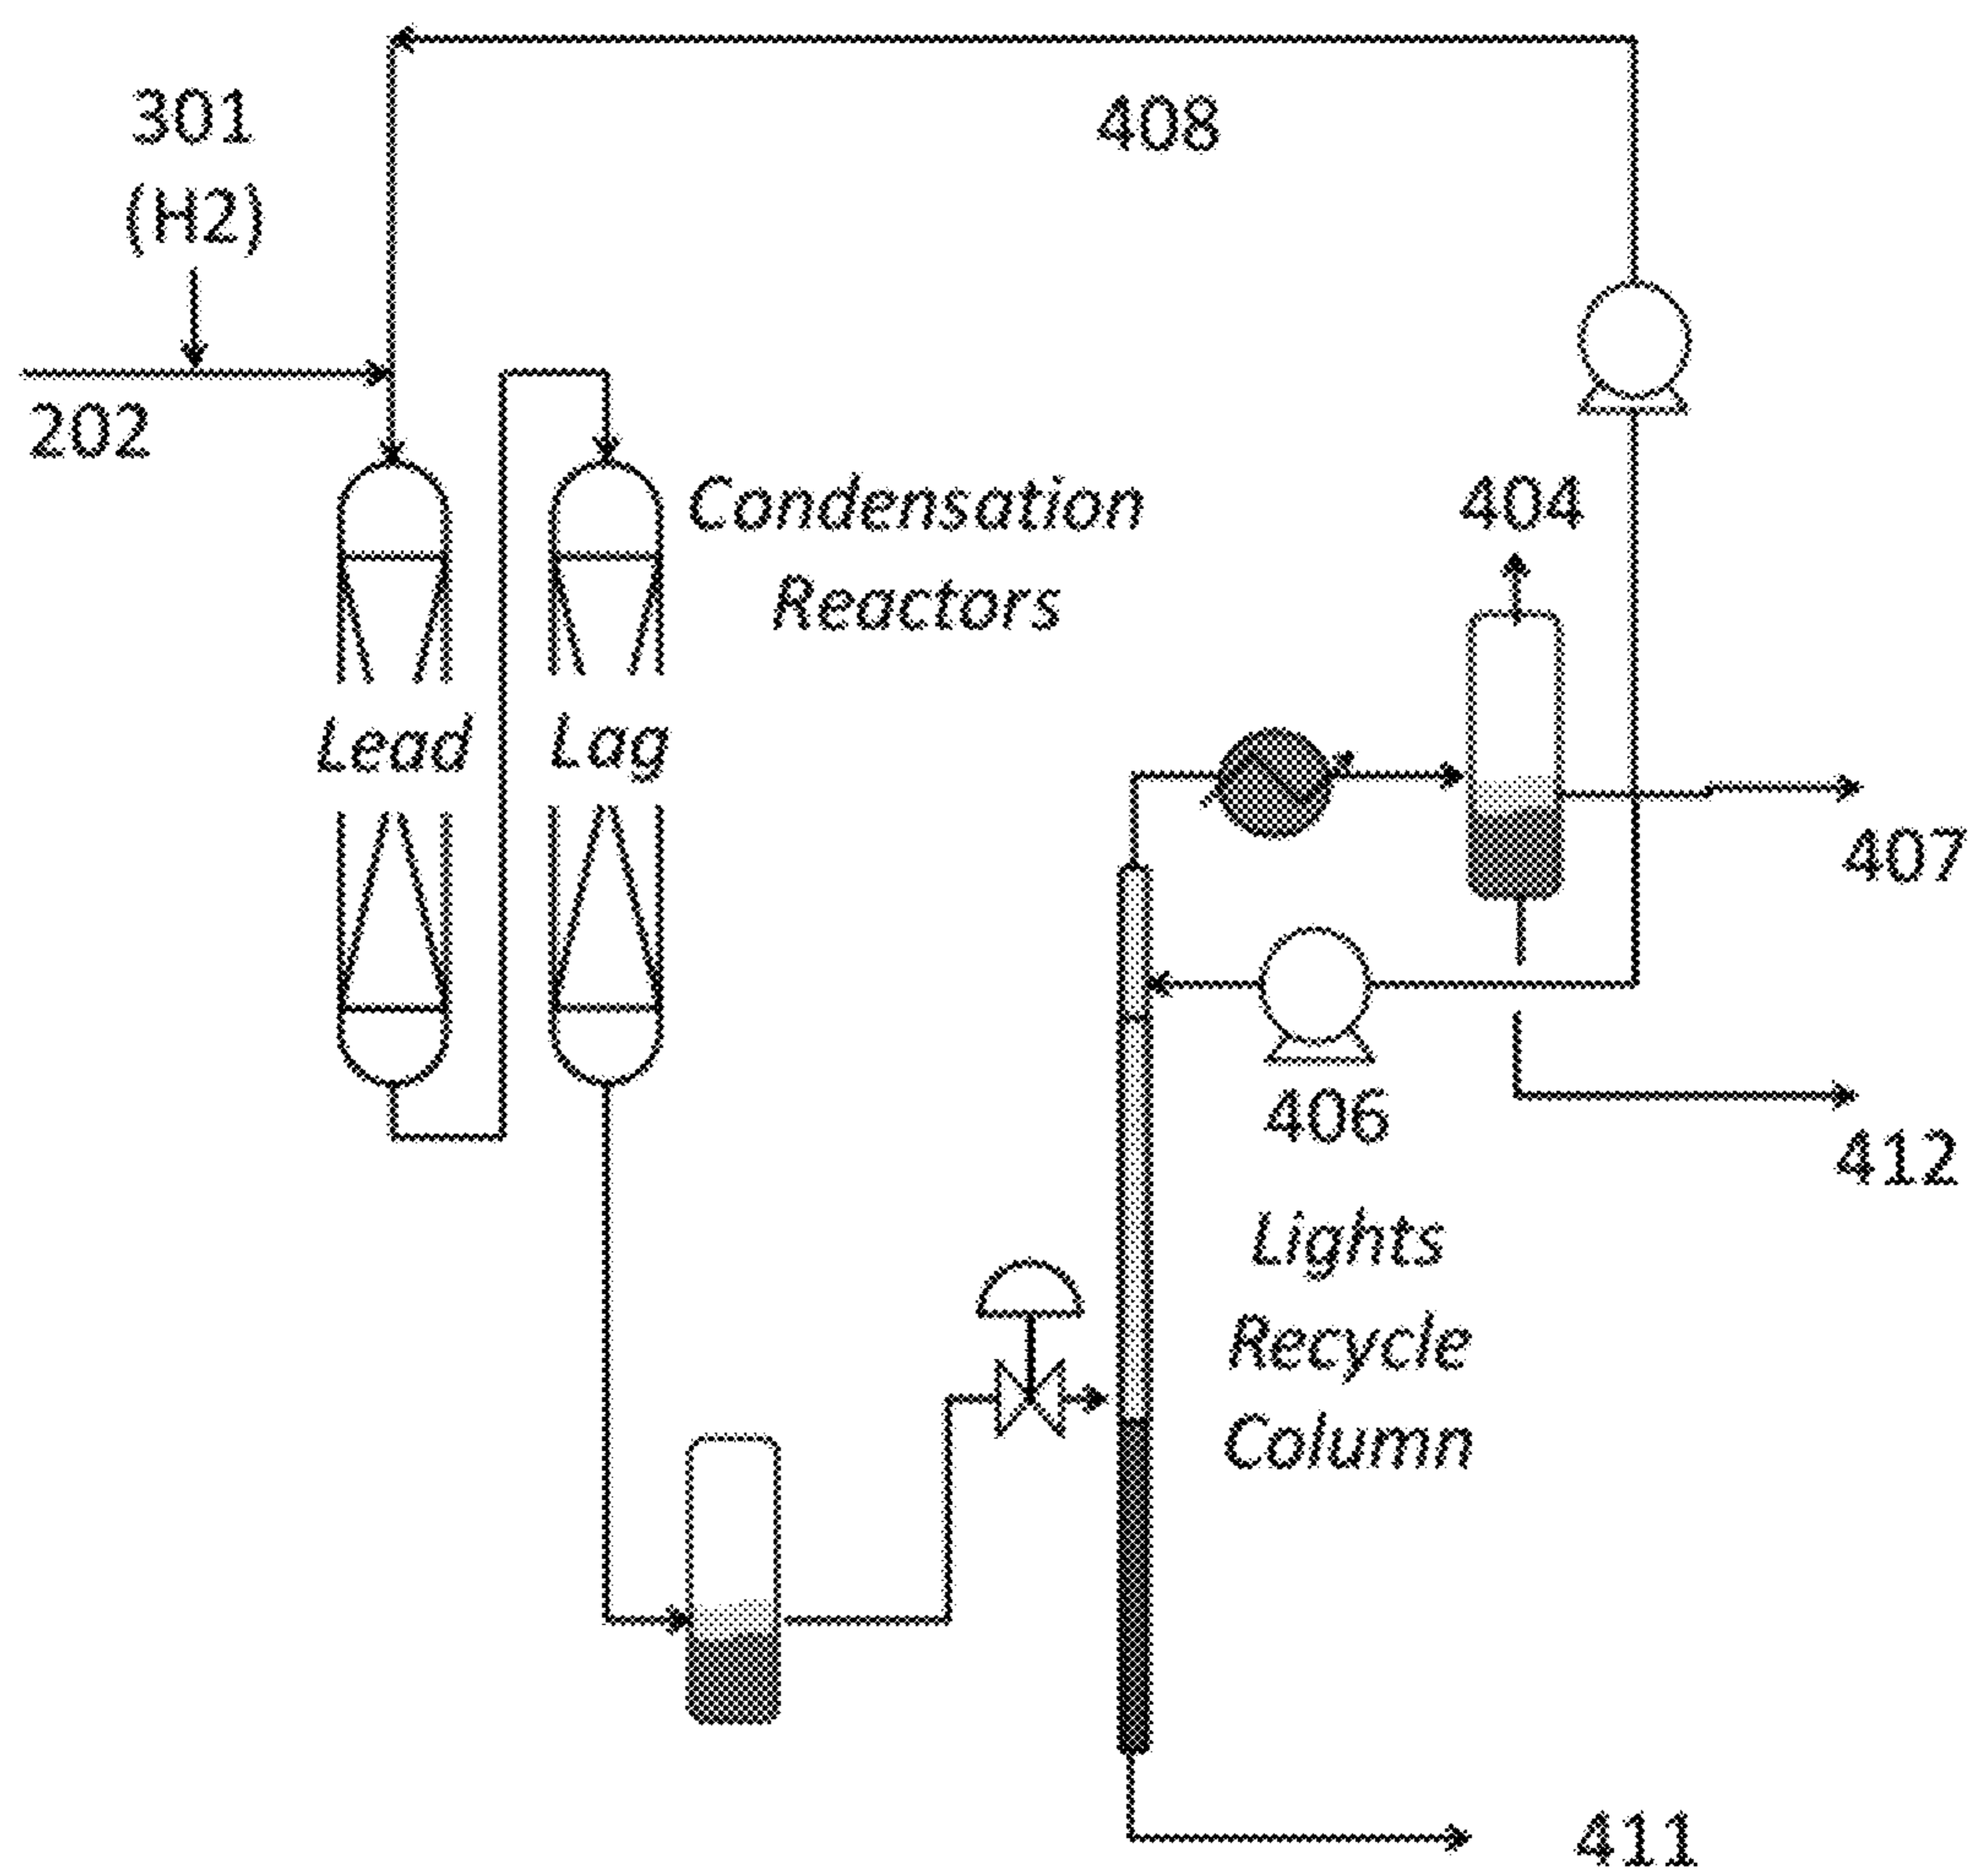 301
(H2)
408
202
Condensation
Reactors
404
Lead
Lag
407
406
412
Lights
Recycle
Column
411